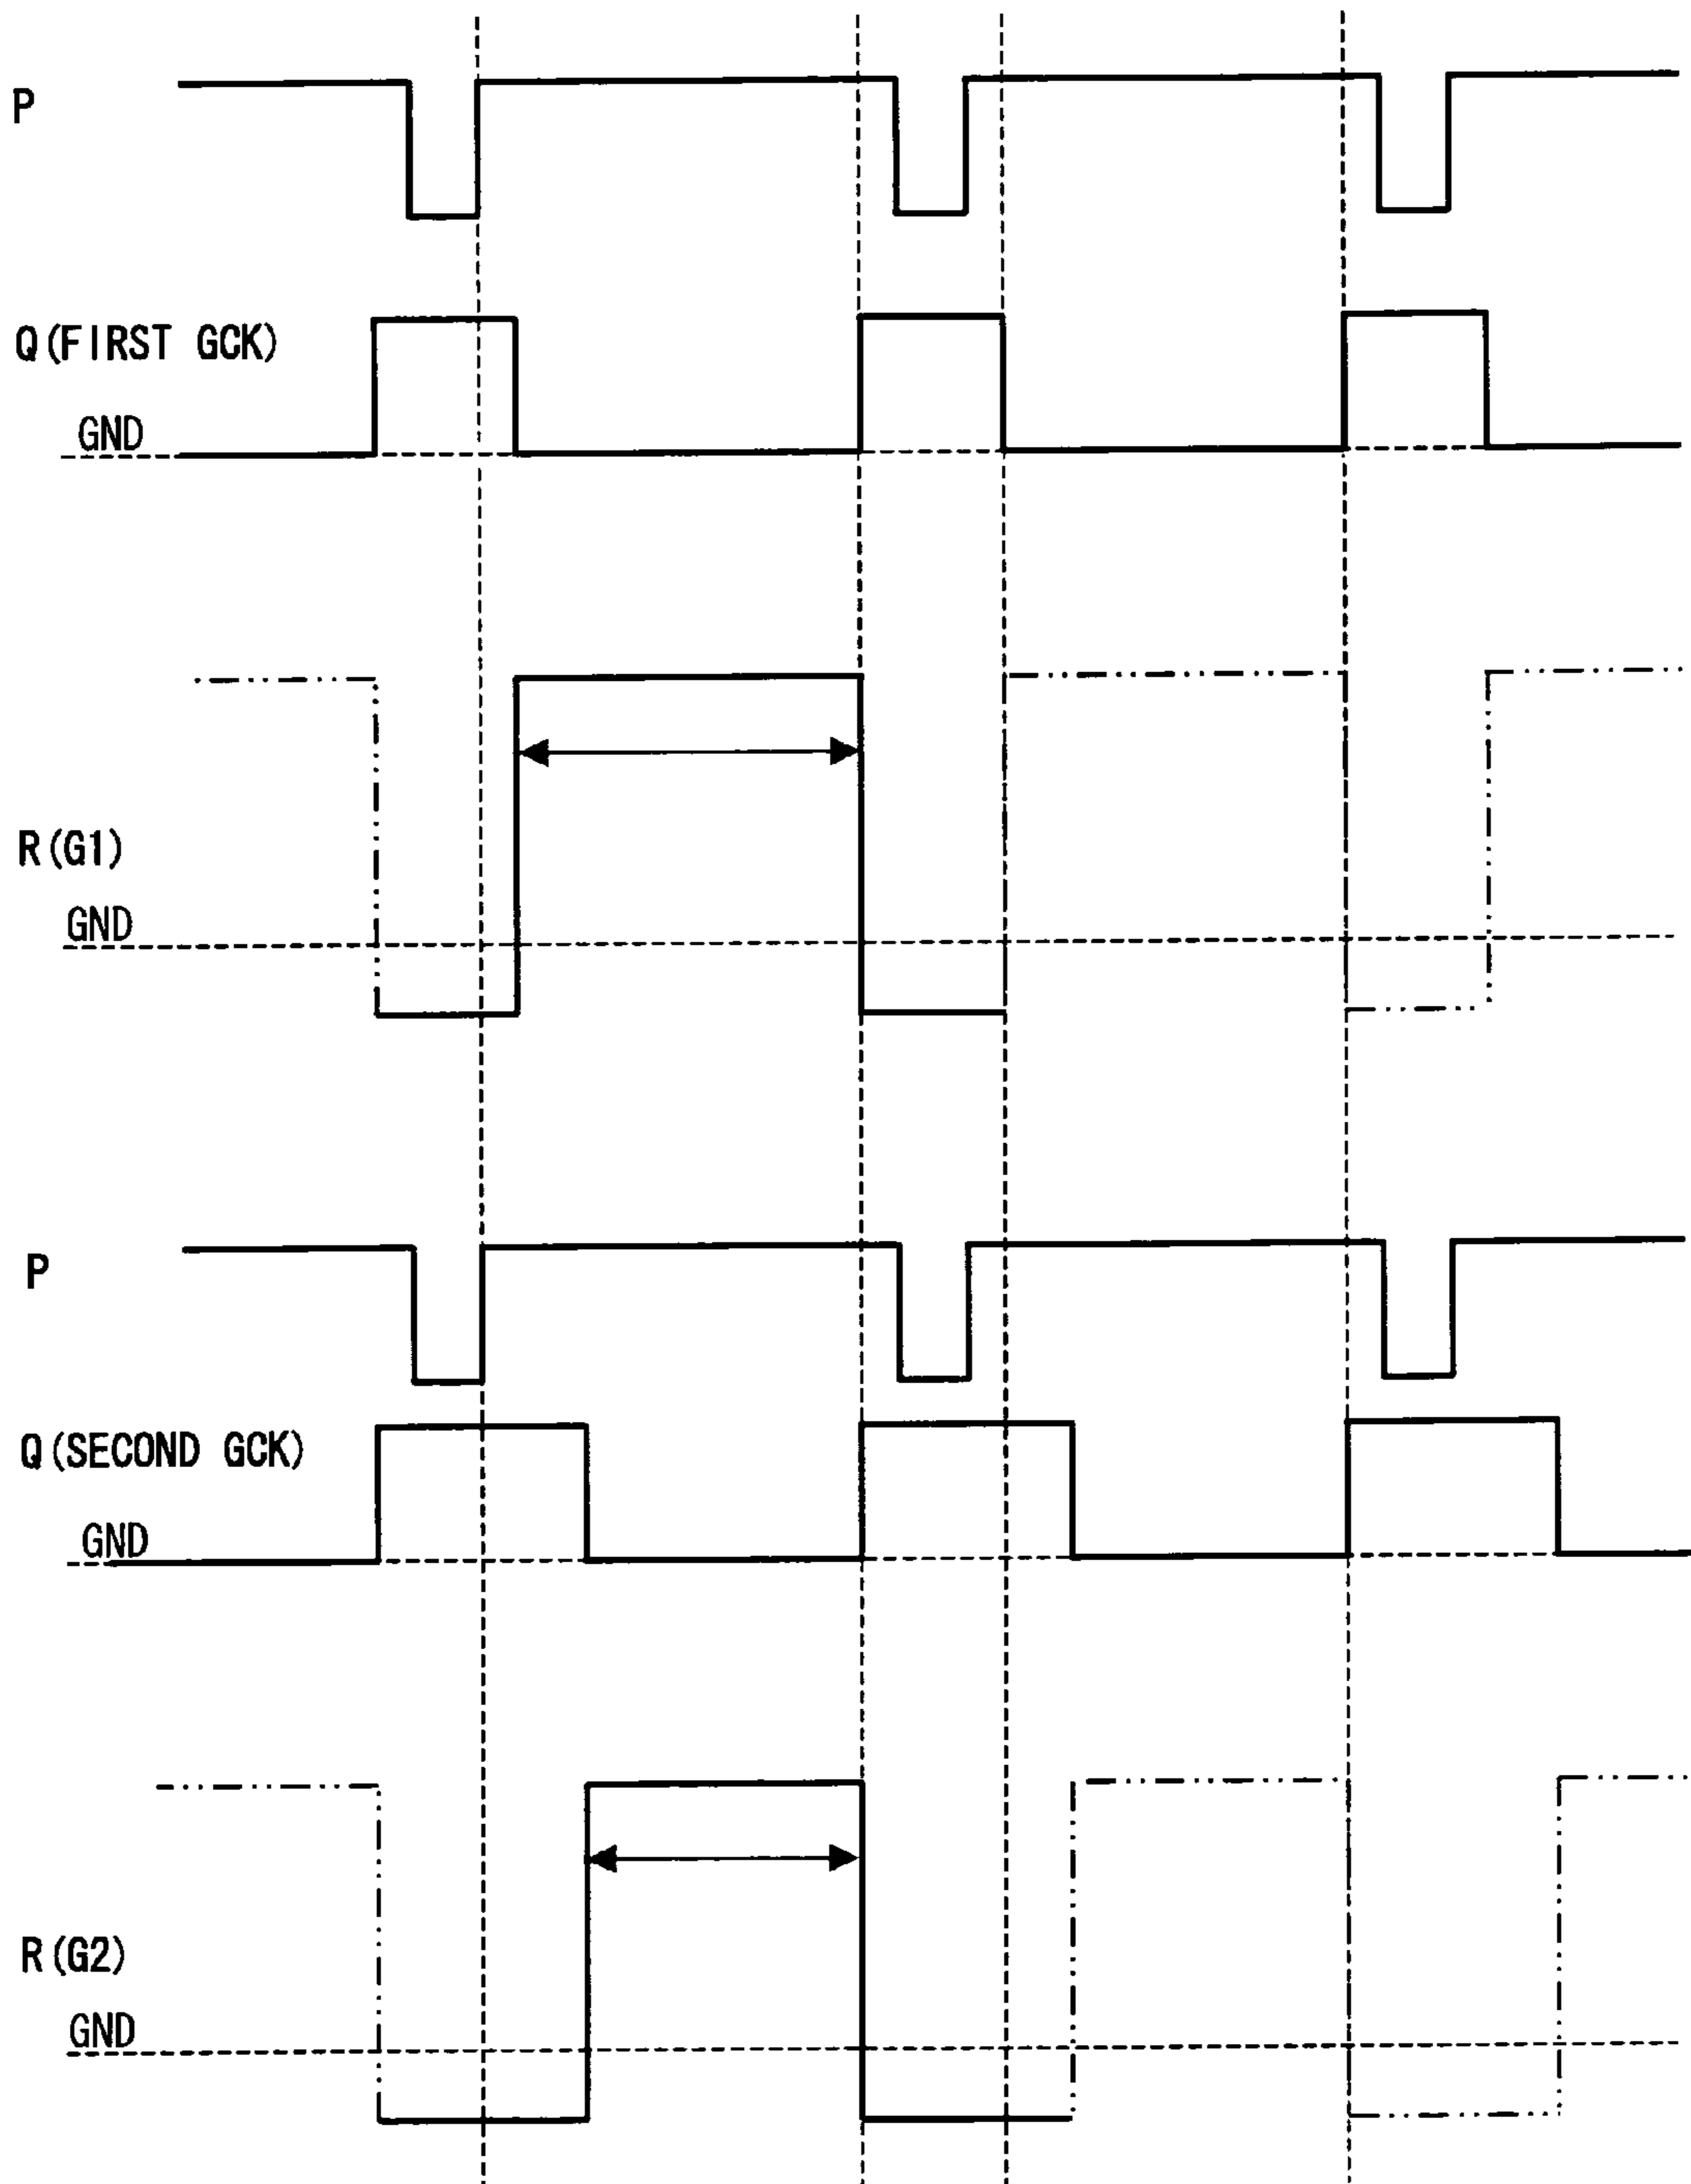 P
Q(FIRST GCK)
GND
R(G1)
GND
P
Q(SECOND GCK)
GND
R(G2)
GND